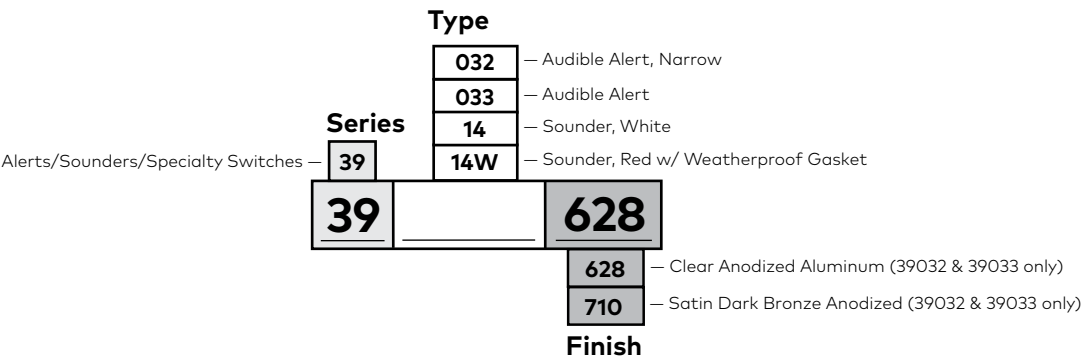 Type
032 — Audible Alert, Narrow
033 — Audible Alert
Series
14 — Sounder, White
Alerts/Sounders/Specialty Switches — 39
14W — Sounder, Red w/ Weatherproof Gasket
39 628
628 — Clear Anodized Aluminum (39032 & 39033 only)
710 — Satin Dark Bronze Anodized (39032 & 39033 only)
Finish